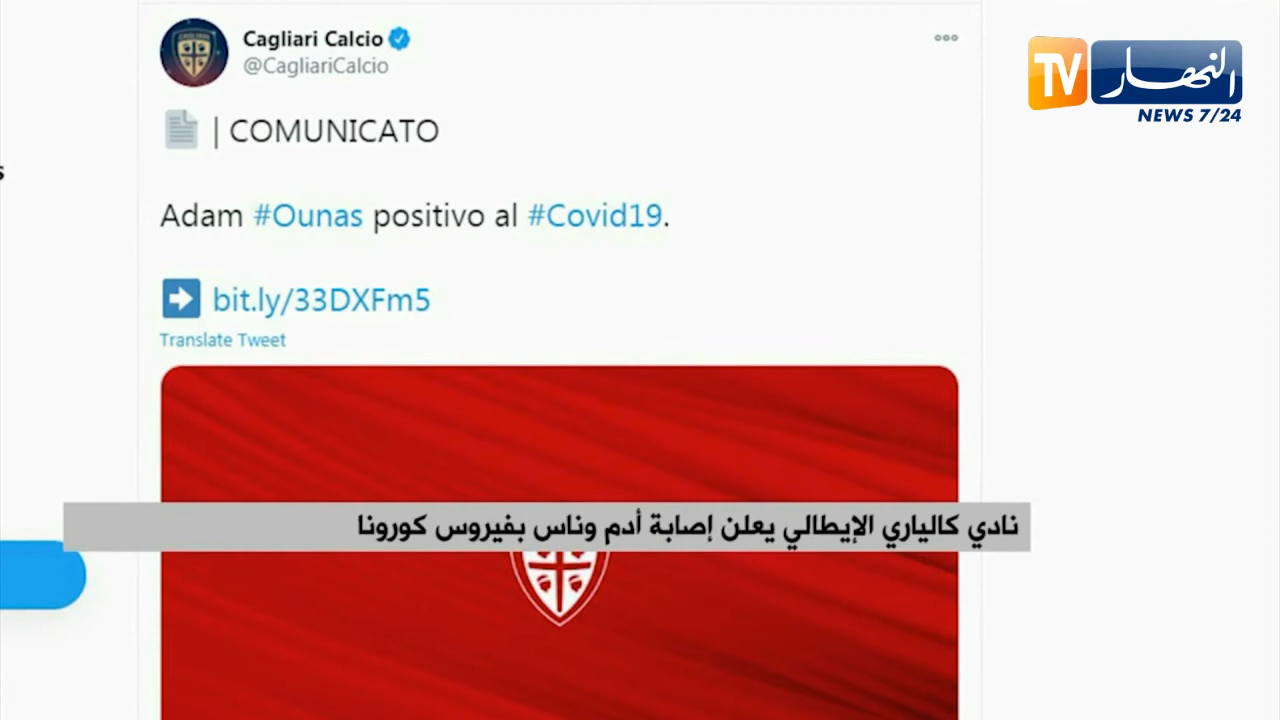 Cagliari Calcio
@CagliariCalcio
| COMUNICATO
Adam #Ounas positivo al #Covid19.
bit.ly/33DXFm5
Translate Tweet
نادي كالياري الإيطالي يعلن إصابة أدم وناس بفيروس كورونا
النهار TV
NEWS 7/24
s